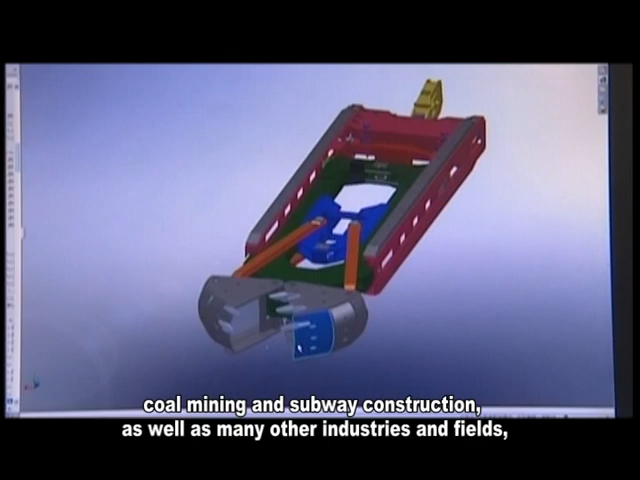 coal mining and subway construction,
as well as many other industries and fields,